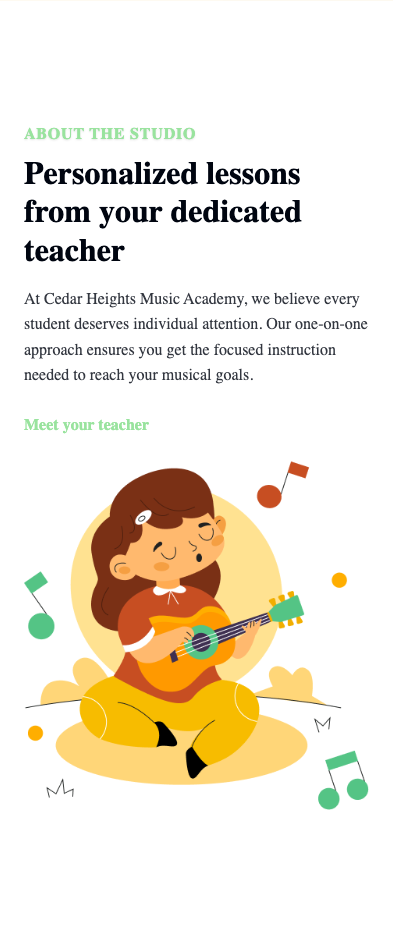 ABOUT THE STUDIO
Personalized lessons
from your dedicated
teacher
At Cedar Heights Music Academy, we believe every
student deserves individual attention. Our one-on-one
approach ensures you get the focused instruction
needed to reach your musical goals.
Meet your teacher